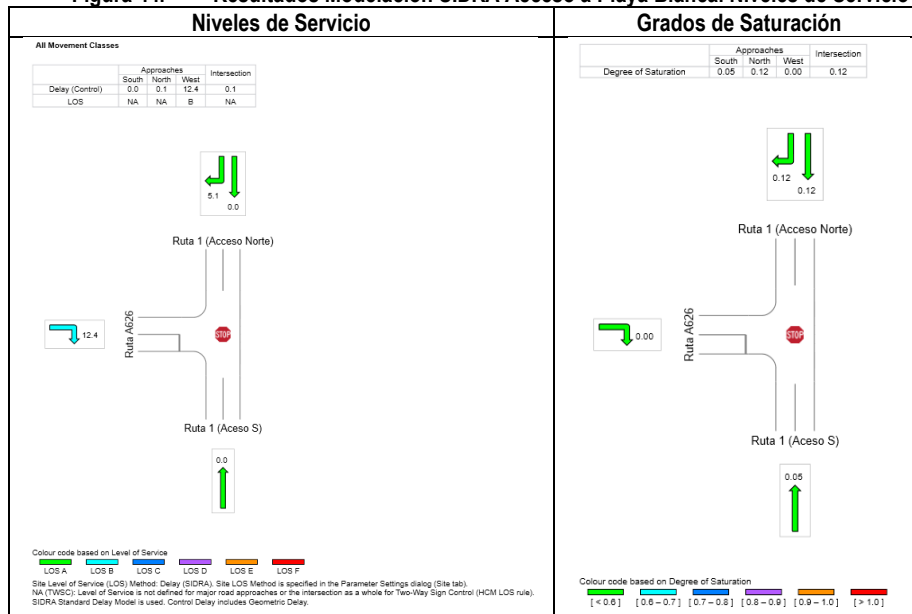 Figura 44. Resultados Modelación SIDRA Acceso a Playa Blanca: Niveles de Servicio
Niveles de Servicio
All Movement Classes
Approaches Intersection
South North West
Delay (Control) 0.0 0.1 12.4 0.1
LOS NA NA B NA
5.1
0.0
Ruta 1 (Acceso Norte)
12.4
Ruta A626
STOP
Ruta 1 (Aceso S)
0.0
Colour code based on Level of Service
LOS A LOS B LOS C LOS D LOS E LOS F
Site Level of Service (LOS) Method: Delay (SIDRA). Site LOS Method is specified in the Parameter Settings dialog (Site tab).
NA (TWSC): Level of Service is not defined for major road approaches or the intersection as a whole for Two-Way Sign Control (HCM LOS rule).
SIDRA Standard Delay Model is used. Control Delay includes Geometric Delay.
Grados de Saturación
Approaches Intersection
South North West
Degree of Saturation 0.05 0.12 0.00 0.12
0.12
0.12
Ruta 1 (Acceso Norte)
0.00
Ruta A626
STOP
Ruta 1 (Aceso S)
0.05
Colour code based on Degree of Saturation
[ < 0.6 ] [ 0.6 – 0.7 ] [ 0.7 – 0.8 ] [ 0.8 – 0.9 ] [ 0.9 – 1.0 ] [ > 1.0 ]